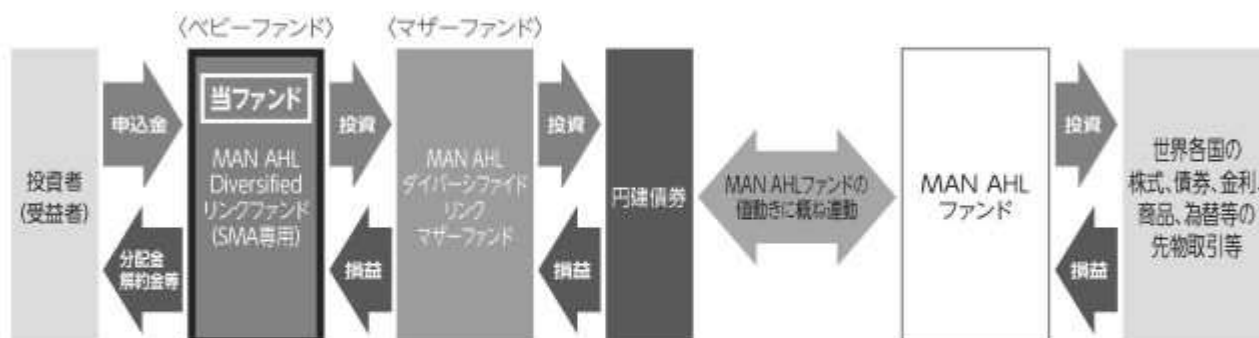 〈ベビーファンド〉
〈マザーファンド〉
投資者
(受益者)
申込金
分配金
解約金等
当ファンド
MAN AHL
Diversified
リンクファンド
(SMA専用)
投資
損益
MAN AHL
ダイバーシファイド
リンク
マザーファンド
投資
損益
円建債券
MAN AHLファンドの
値動きに概ね連動
MAN AHL
ファンド
投資
損益
世界各国の
株式、債券、金利、
商品、為替等の
先物取引等